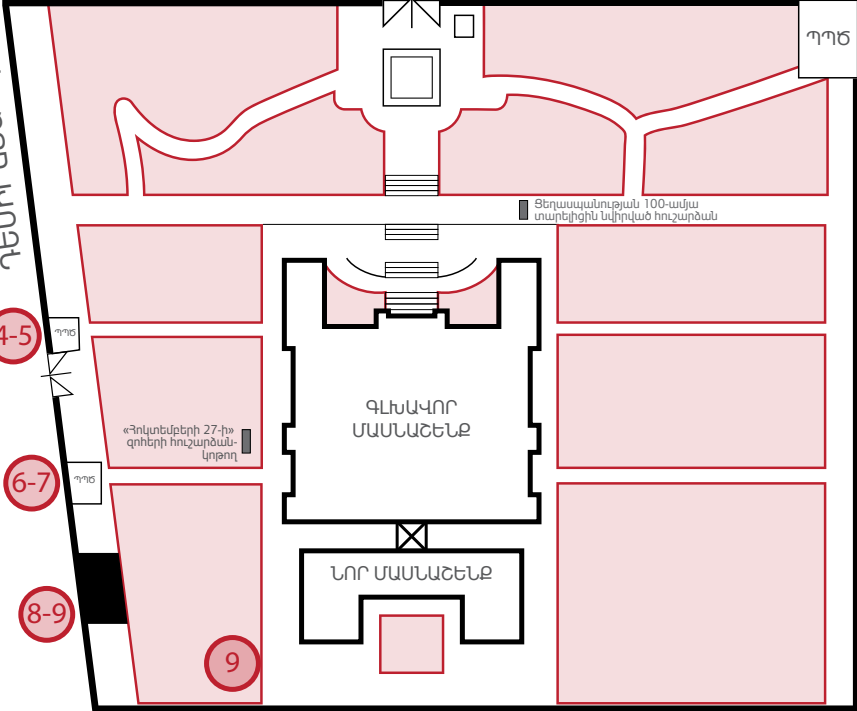 ՊՊԾ
Ցեղասպանության 100-ամյա
տարելիցին նվիրված հուշարձան
4-5
ՊՊԾ
ԳԼԽԱՎՈՐ
ՄԱՍՆԱՇԵՆՔ
«Հոկտեմբերի 27-ի»
զոհերի հուշարձան-
կոթող
6-7
ՊՊԾ
ՆՈՐ ՄԱՍՆԱՇԵՆՔ
8-9
9